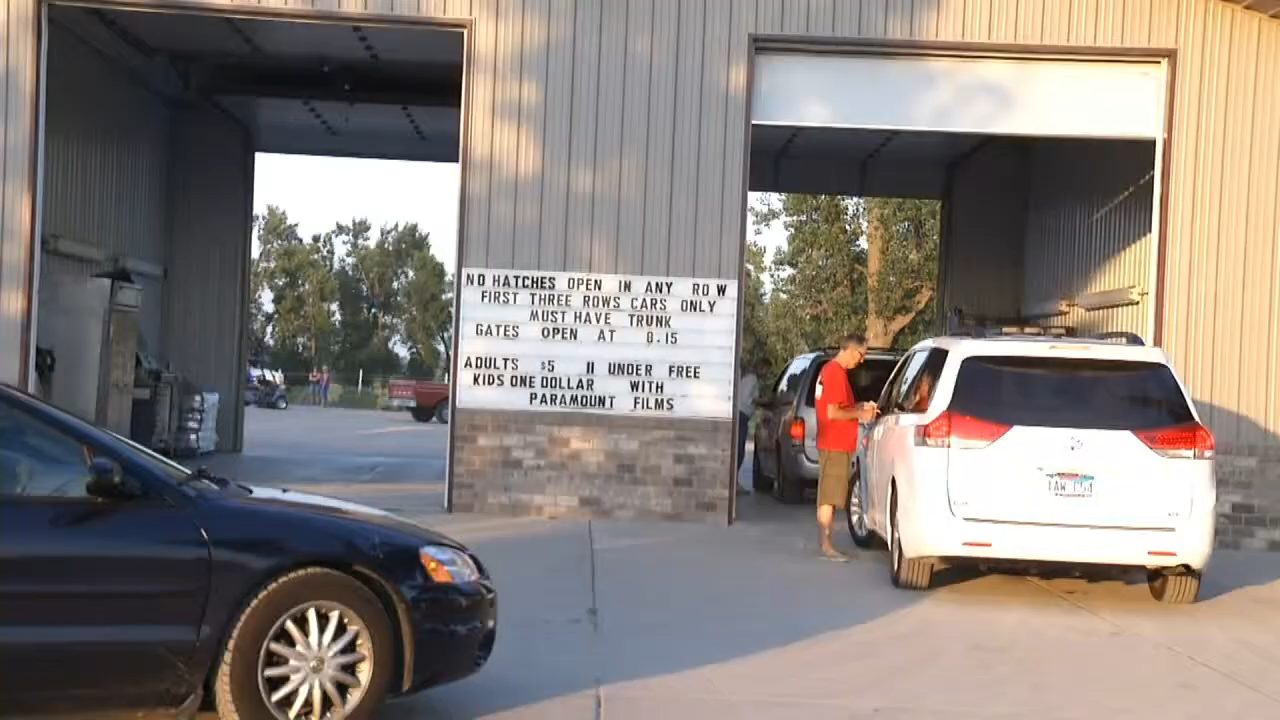 NO HATCHES OPEN IN ANY ROW
FIRST THREE ROWS CARS ONLY
MUST HAVE TRUNK
GATES OPEN AT 8.15
ADULTS $5 11 UNDER FREE
KIDS ONE DOLLAR WITH
PARAMOUNT FILMS